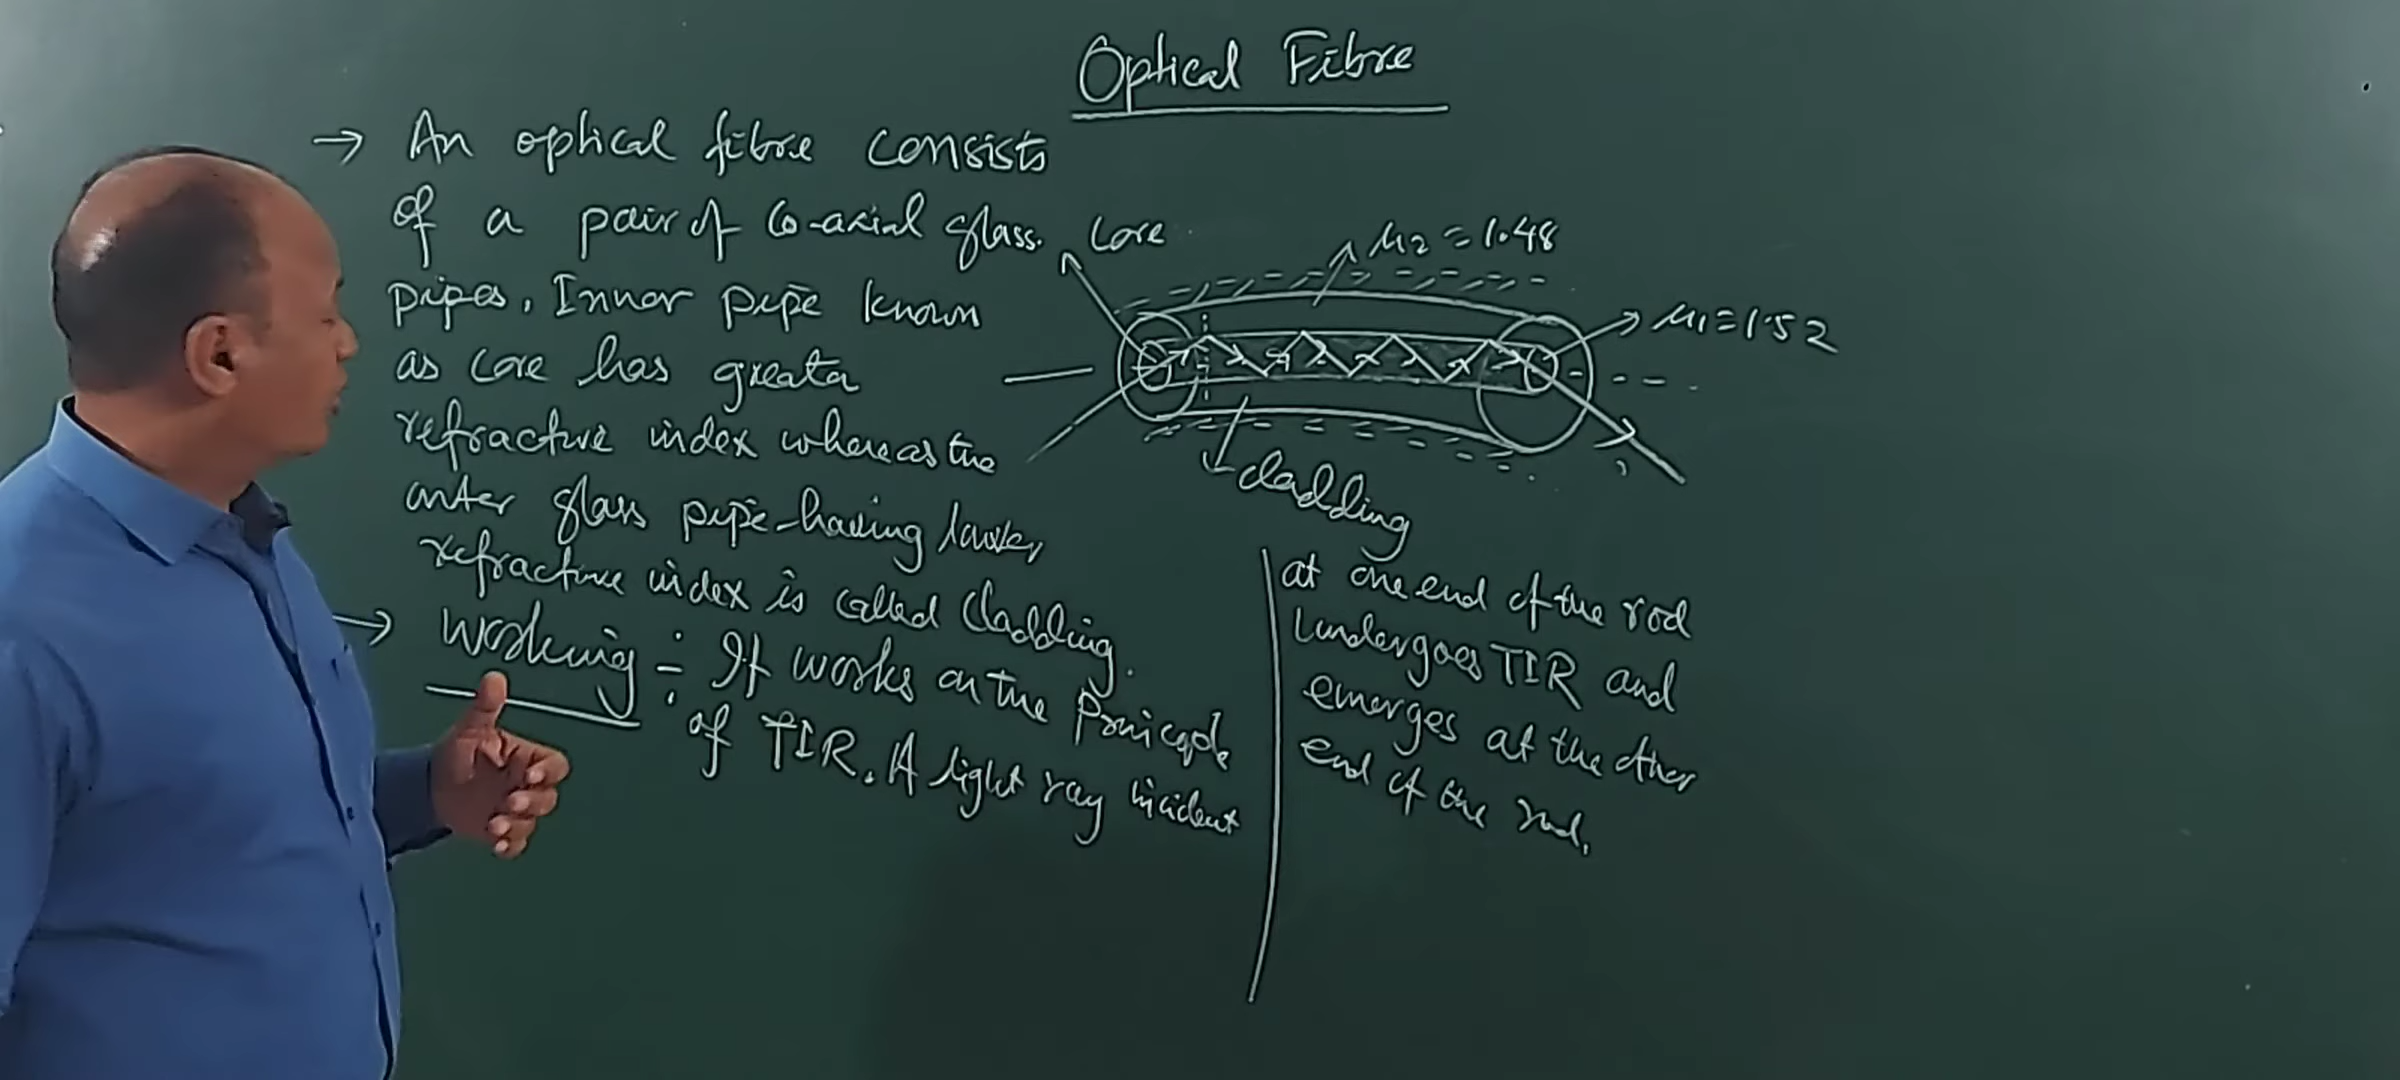 Optical Fibre
→ An optical fibre consists
of a pair of Co-axial glass.
pipes. Inner pipe known
as core has greater
refractive index whereas the
outer glass pipe having lower
refractive index is called Cladding.
→ Working ÷ It works on the Principle
of TIR. A light ray incident
Core
μ2 = 1.48
μ1 = 1.52
cladding
at one end of the rod
undergoes TIR and
emerges at the other
end of the rod.